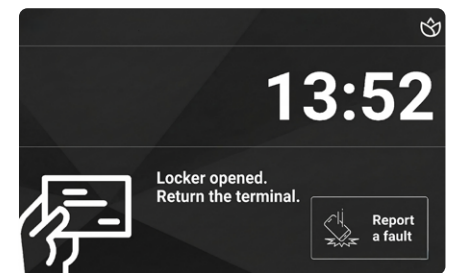 13:52
Locker opened.
Return the terminal.
Report
a fault